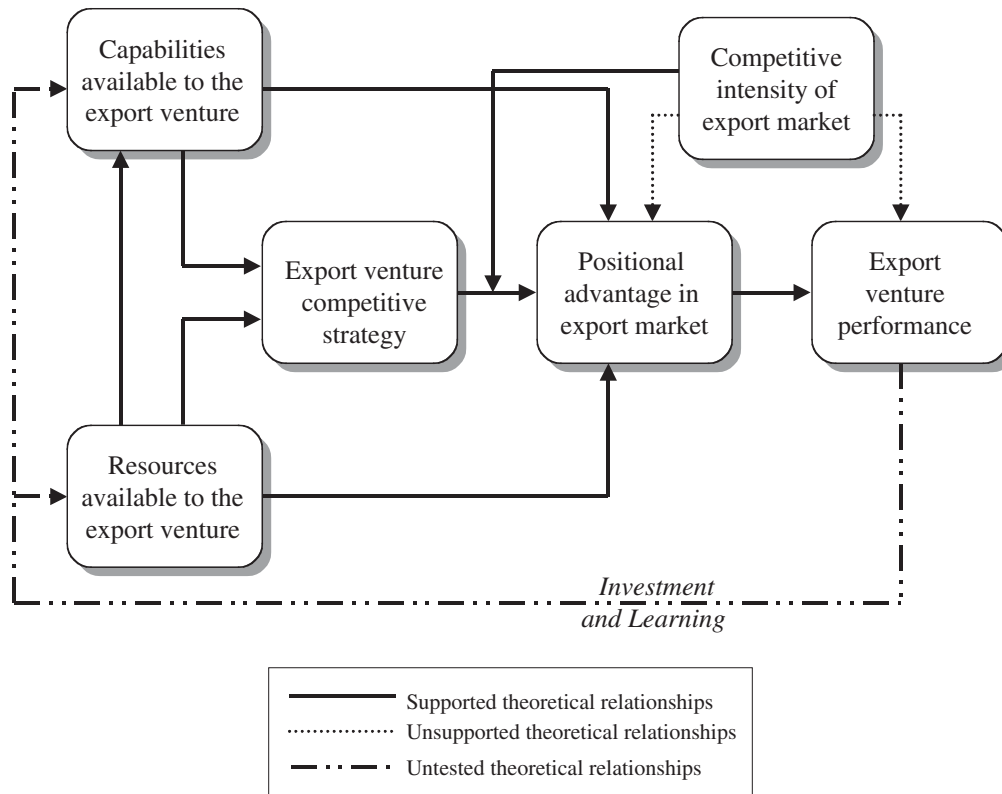 Capabilities
available to the
export venture
Competitive
intensity of
export market
Export venture
competitive
strategy
Positional
advantage in
export market
Export
venture
performance
Resources
available to the
export venture
Investment
and Learning
Supported theoretical relationships
Unsupported theoretical relationships
Untested theoretical relationships